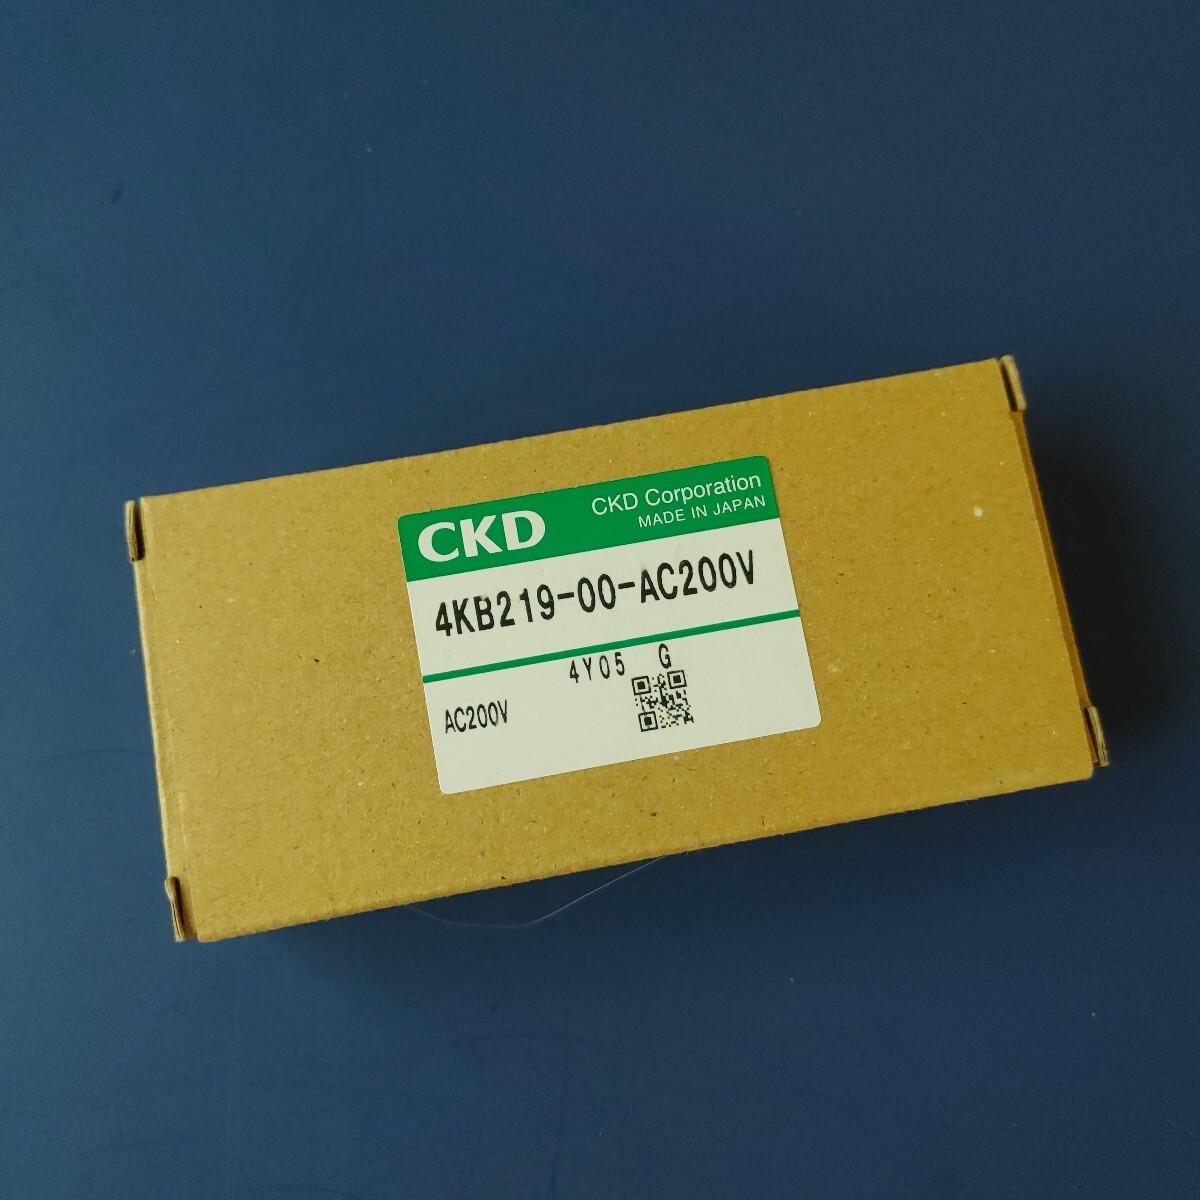 CKD
CKD Corporation
MADE IN JAPAN
4KB219-00-AC200V
4Y05 G
AC200V